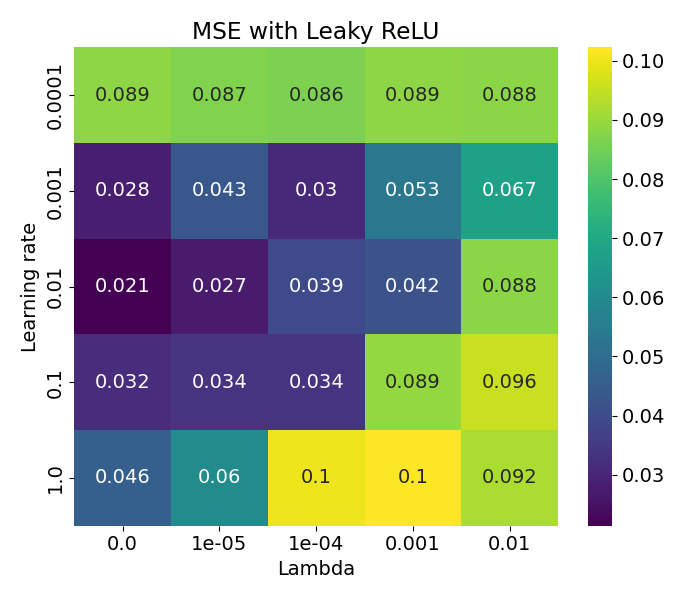 MSE with Leaky ReLU
0.0001 0.089 0.087 0.086 0.089 0.088
0.001 0.028 0.043 0.03 0.053 0.067
0.01 0.021 0.027 0.039 0.042 0.088
0.1 0.032 0.034 0.034 0.089 0.096
1.0 0.046 0.06 0.1 0.1 0.092
0.0 1e-05 1e-04 0.001 0.01
Lambda
Learning rate
0.10
0.09
0.08
0.07
0.06
0.05
0.04
0.03